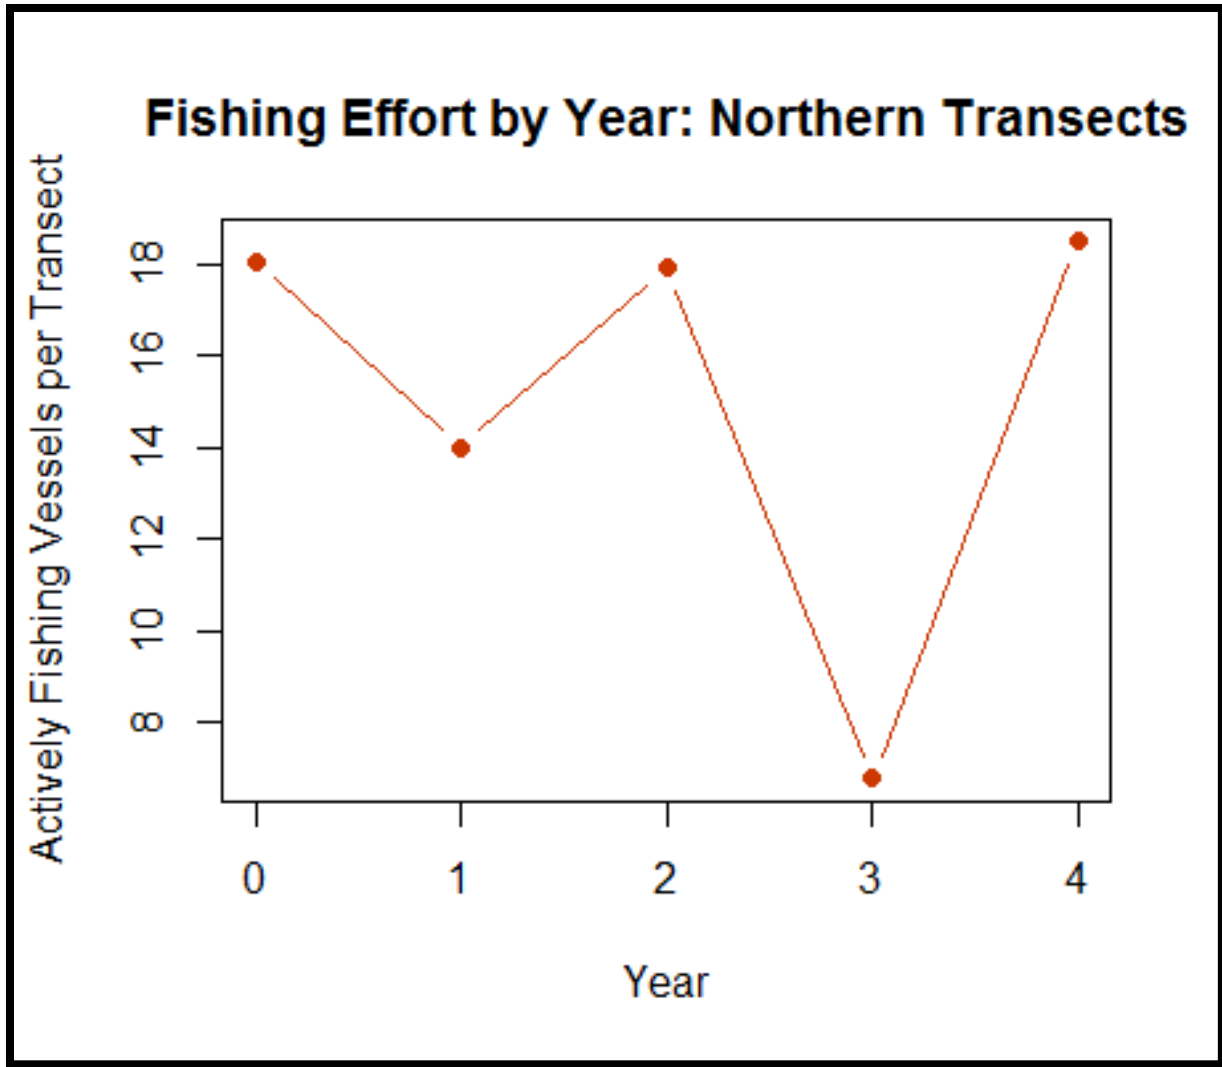 Fishing Effort by Year: Northern Transects
Actively Fishing Vessels per Transect
18
16
14
12
10
8
0 1 2 3 4
Year